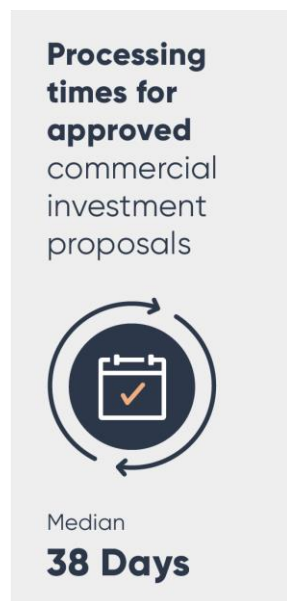 Processing
times for
approved
commercial
investment
proposals
Median
38 Days